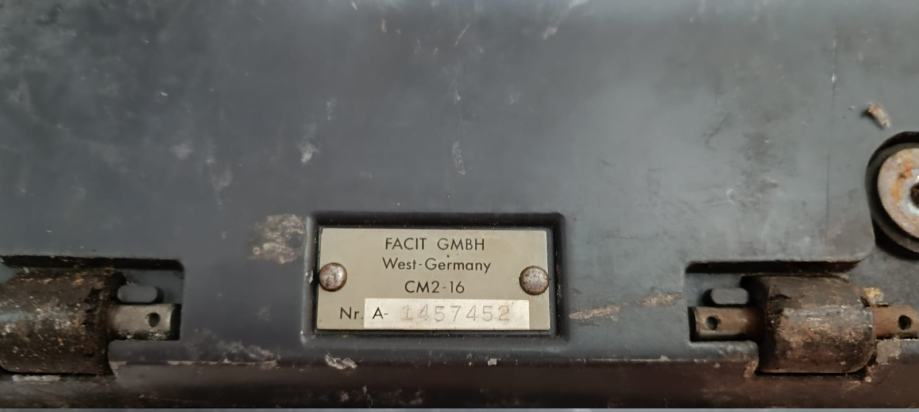 FACIT GMBH
West-Germany
CM2-16
Nr. A- 1457452